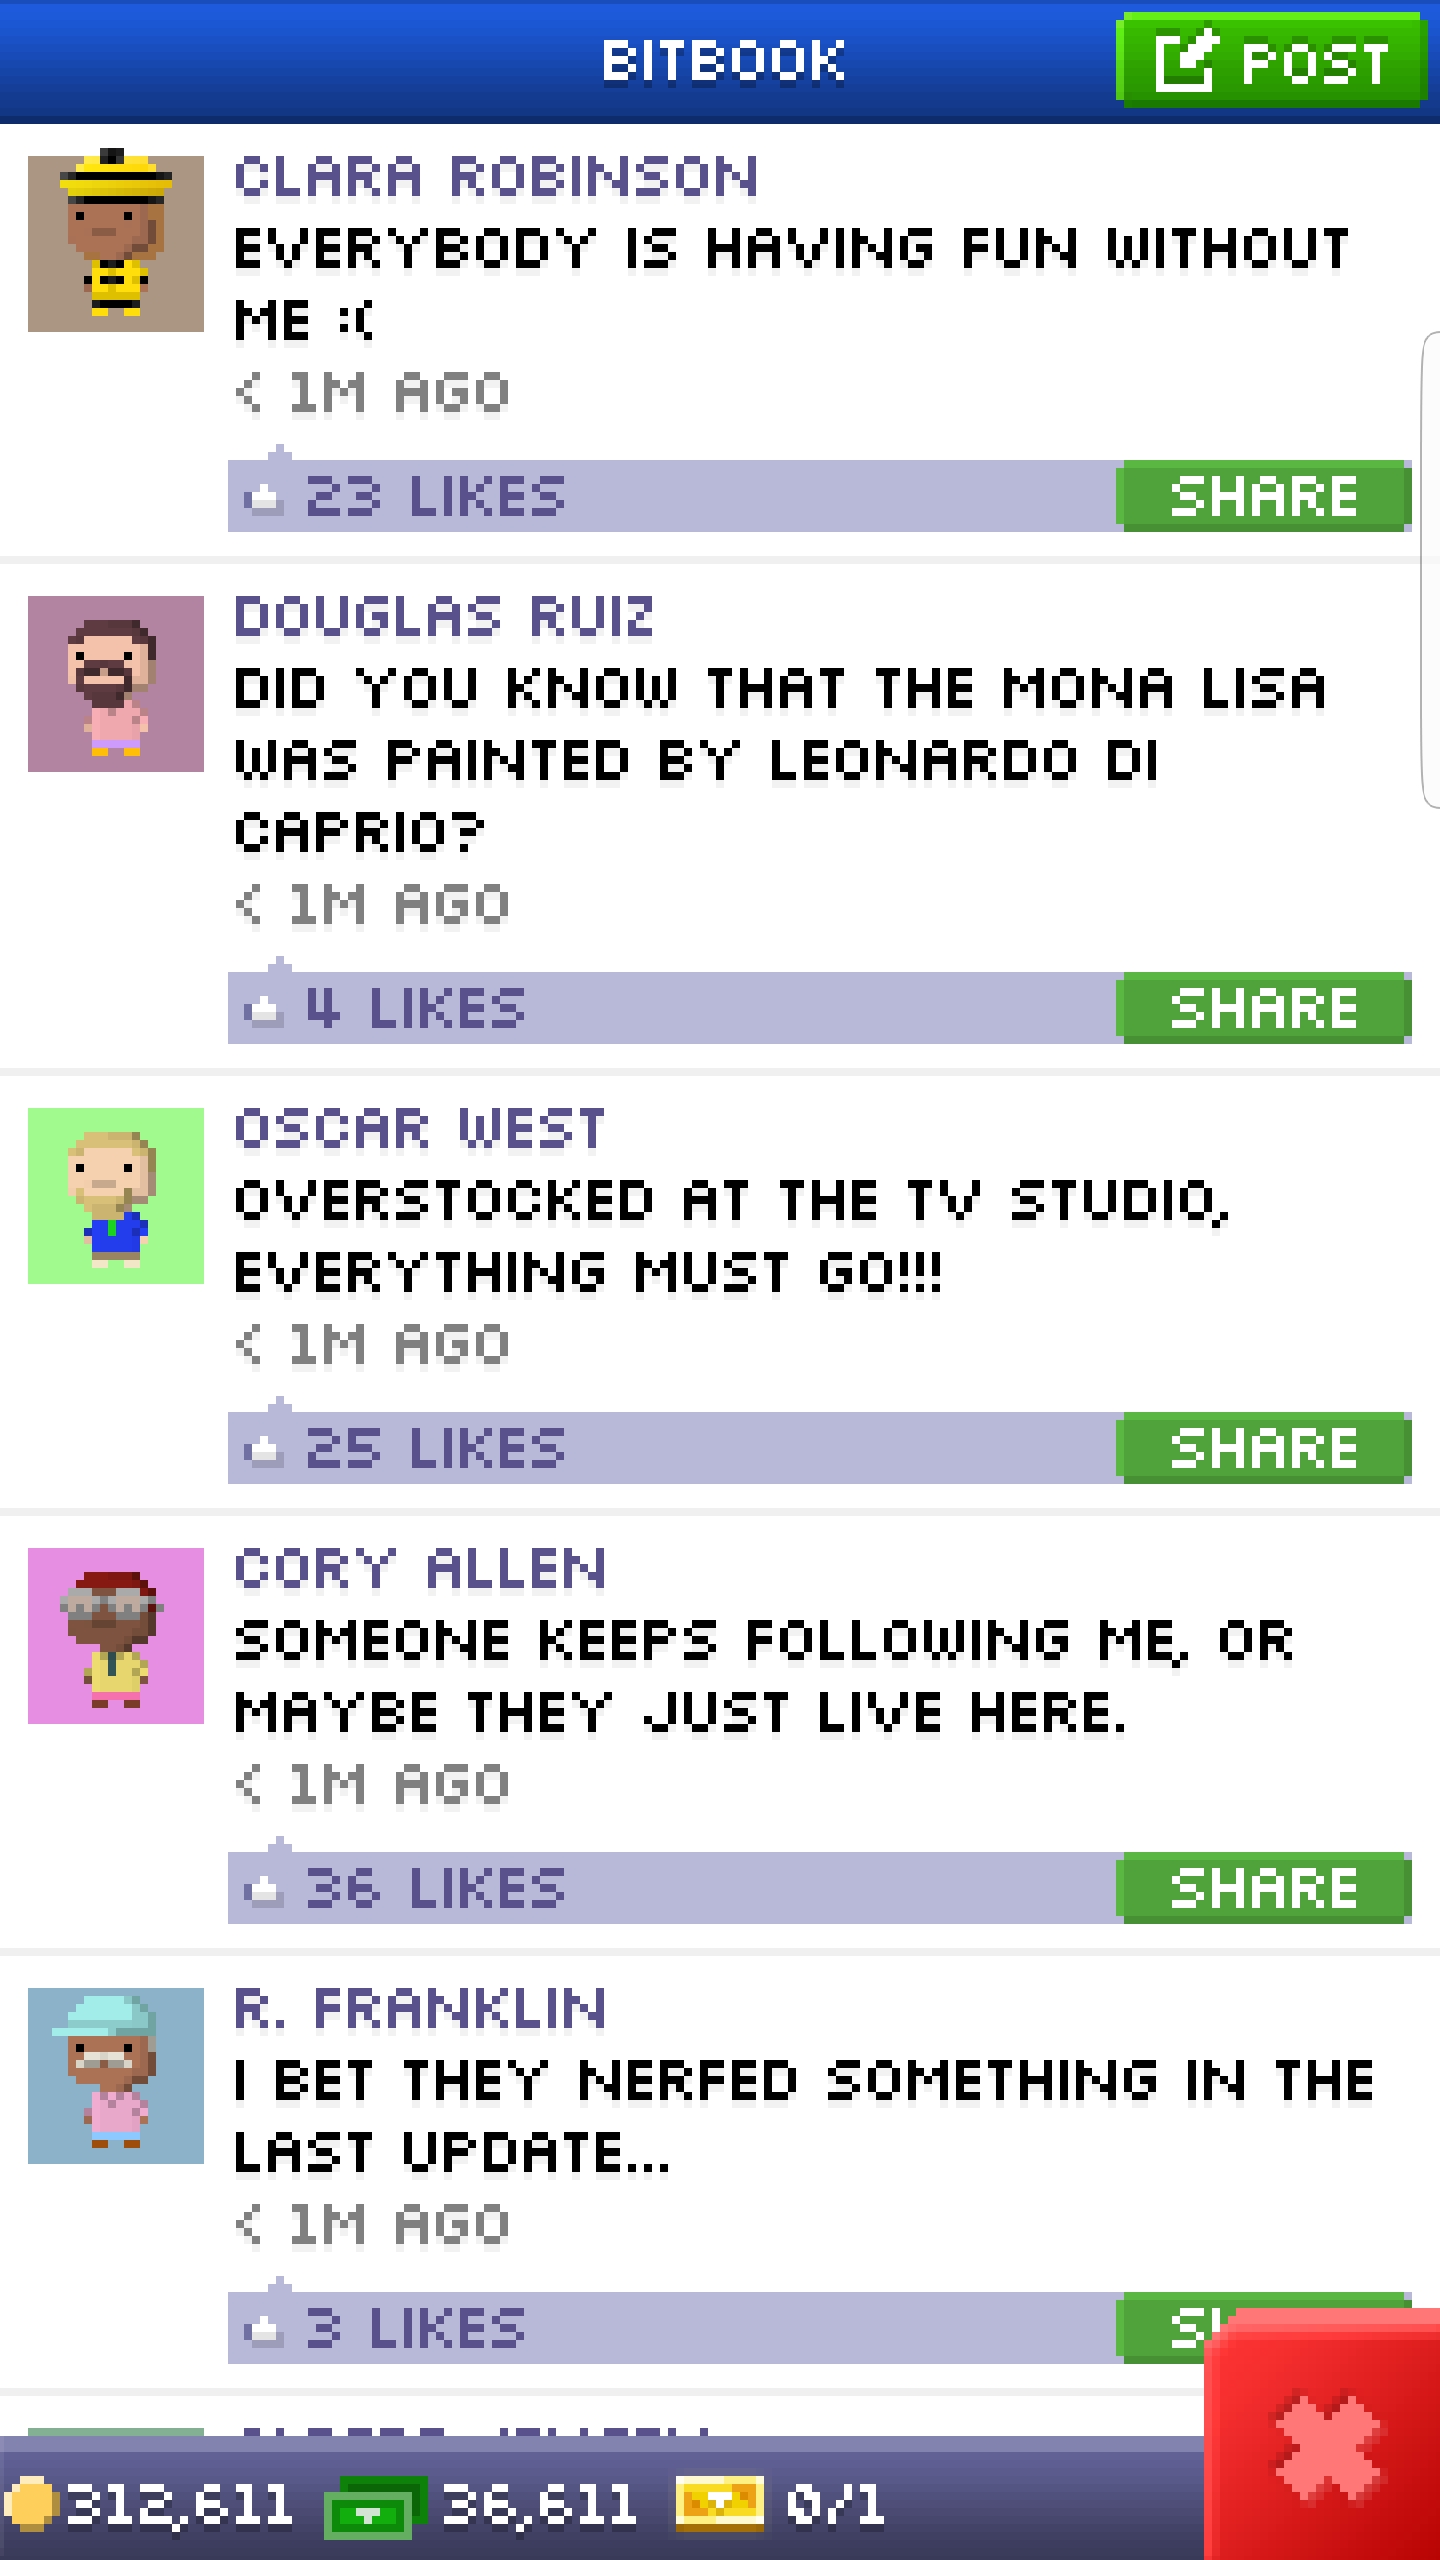 BITBOOK
POST
CLARA ROBINSON
EVERYBODY IS HAVING FUN WITHOUT
ME :(
< 1M AGO
23 LIKES
SHARE
DOUGLAS RUIZ
DID YOU KNOW THAT THE MONA LISA
WAS PAINTED BY LEONARDO DI
CAPRIO?
< 1M AGO
4 LIKES
SHARE
OSCAR WEST
OVERSTOCKED AT THE TV STUDIO,
EVERYTHING MUST GO!!!
< 1M AGO
25 LIKES
SHARE
CORY ALLEN
SOMEONE KEEPS FOLLOWING ME, OR
MAYBE THEY JUST LIVE HERE.
< 1M AGO
36 LIKES
SHARE
R. FRANKLIN
I BET THEY NERFED SOMETHING IN THE
LAST UPDATE...
< 1M AGO
3 LIKES
312,611
36,611
0/1